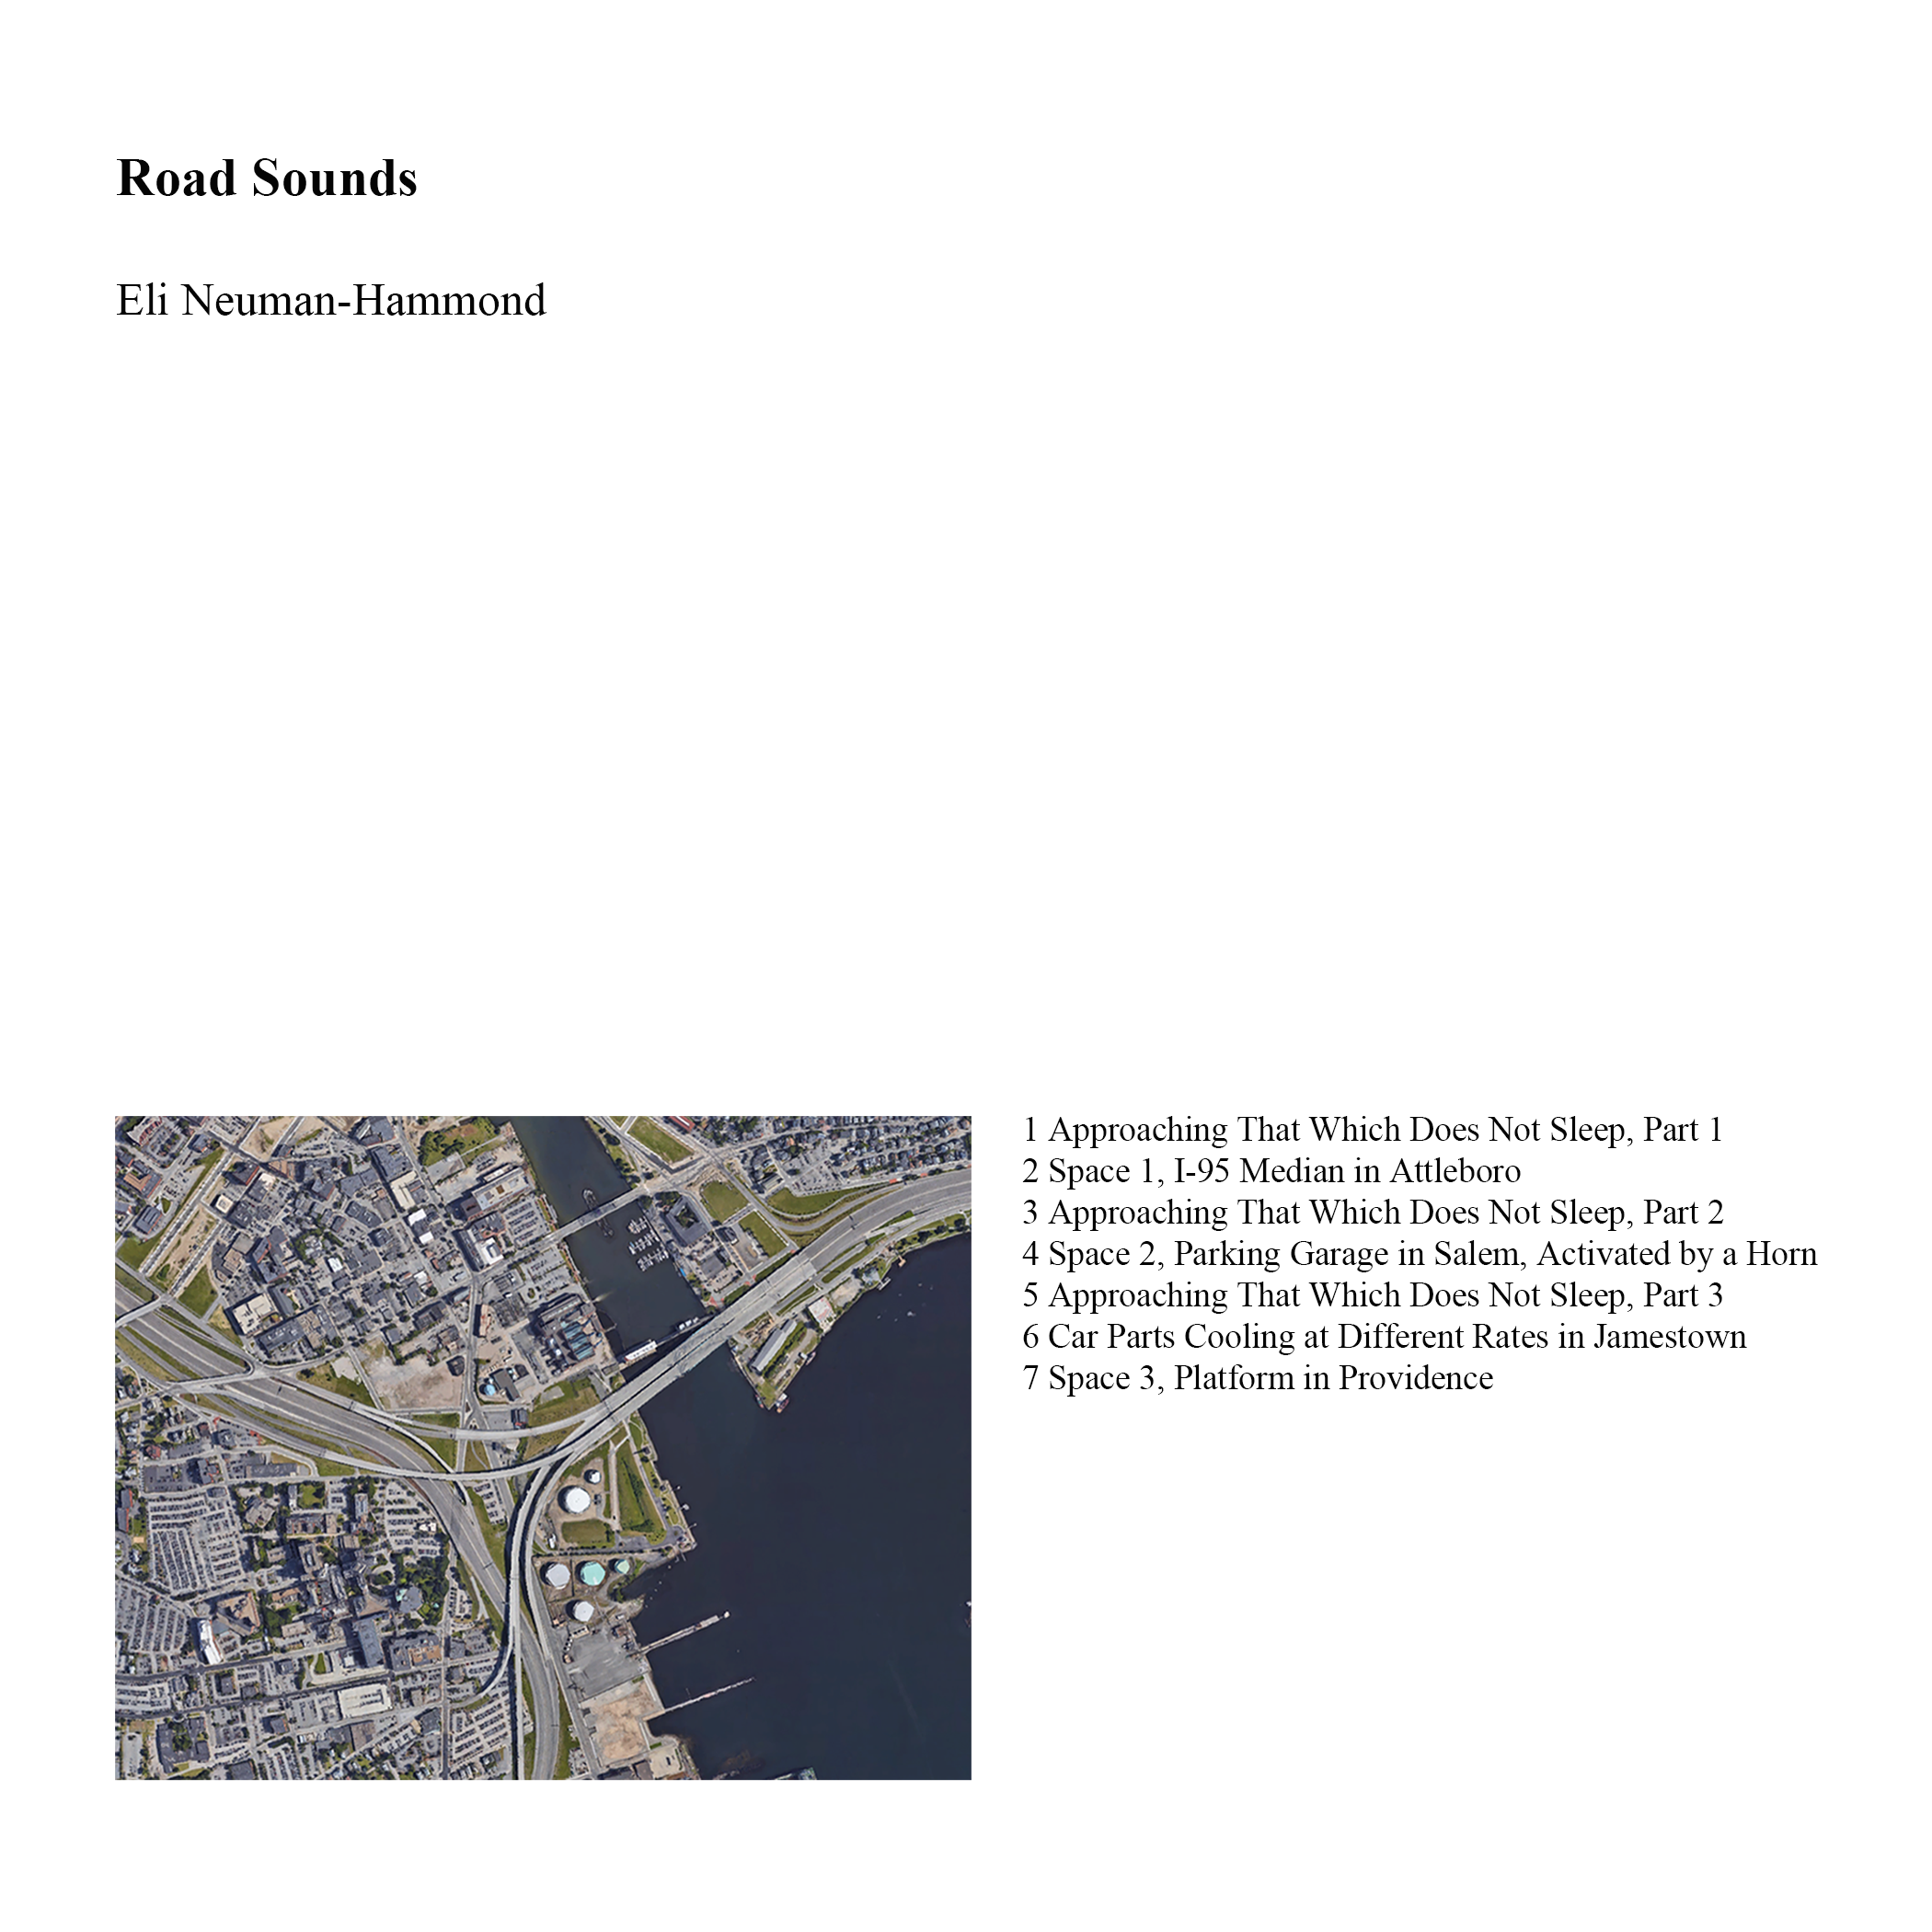 Road Sounds
Eli Neuman-Hammond
1 Approaching That Which Does Not Sleep, Part 1
2 Space 1, I-95 Median in Attleboro
3 Approaching That Which Does Not Sleep, Part 2
4 Space 2, Parking Garage in Salem, Activated by a Horn
5 Approaching That Which Does Not Sleep, Part 3
6 Car Parts Cooling at Different Rates in Jamestown
7 Space 3, Platform in Providence